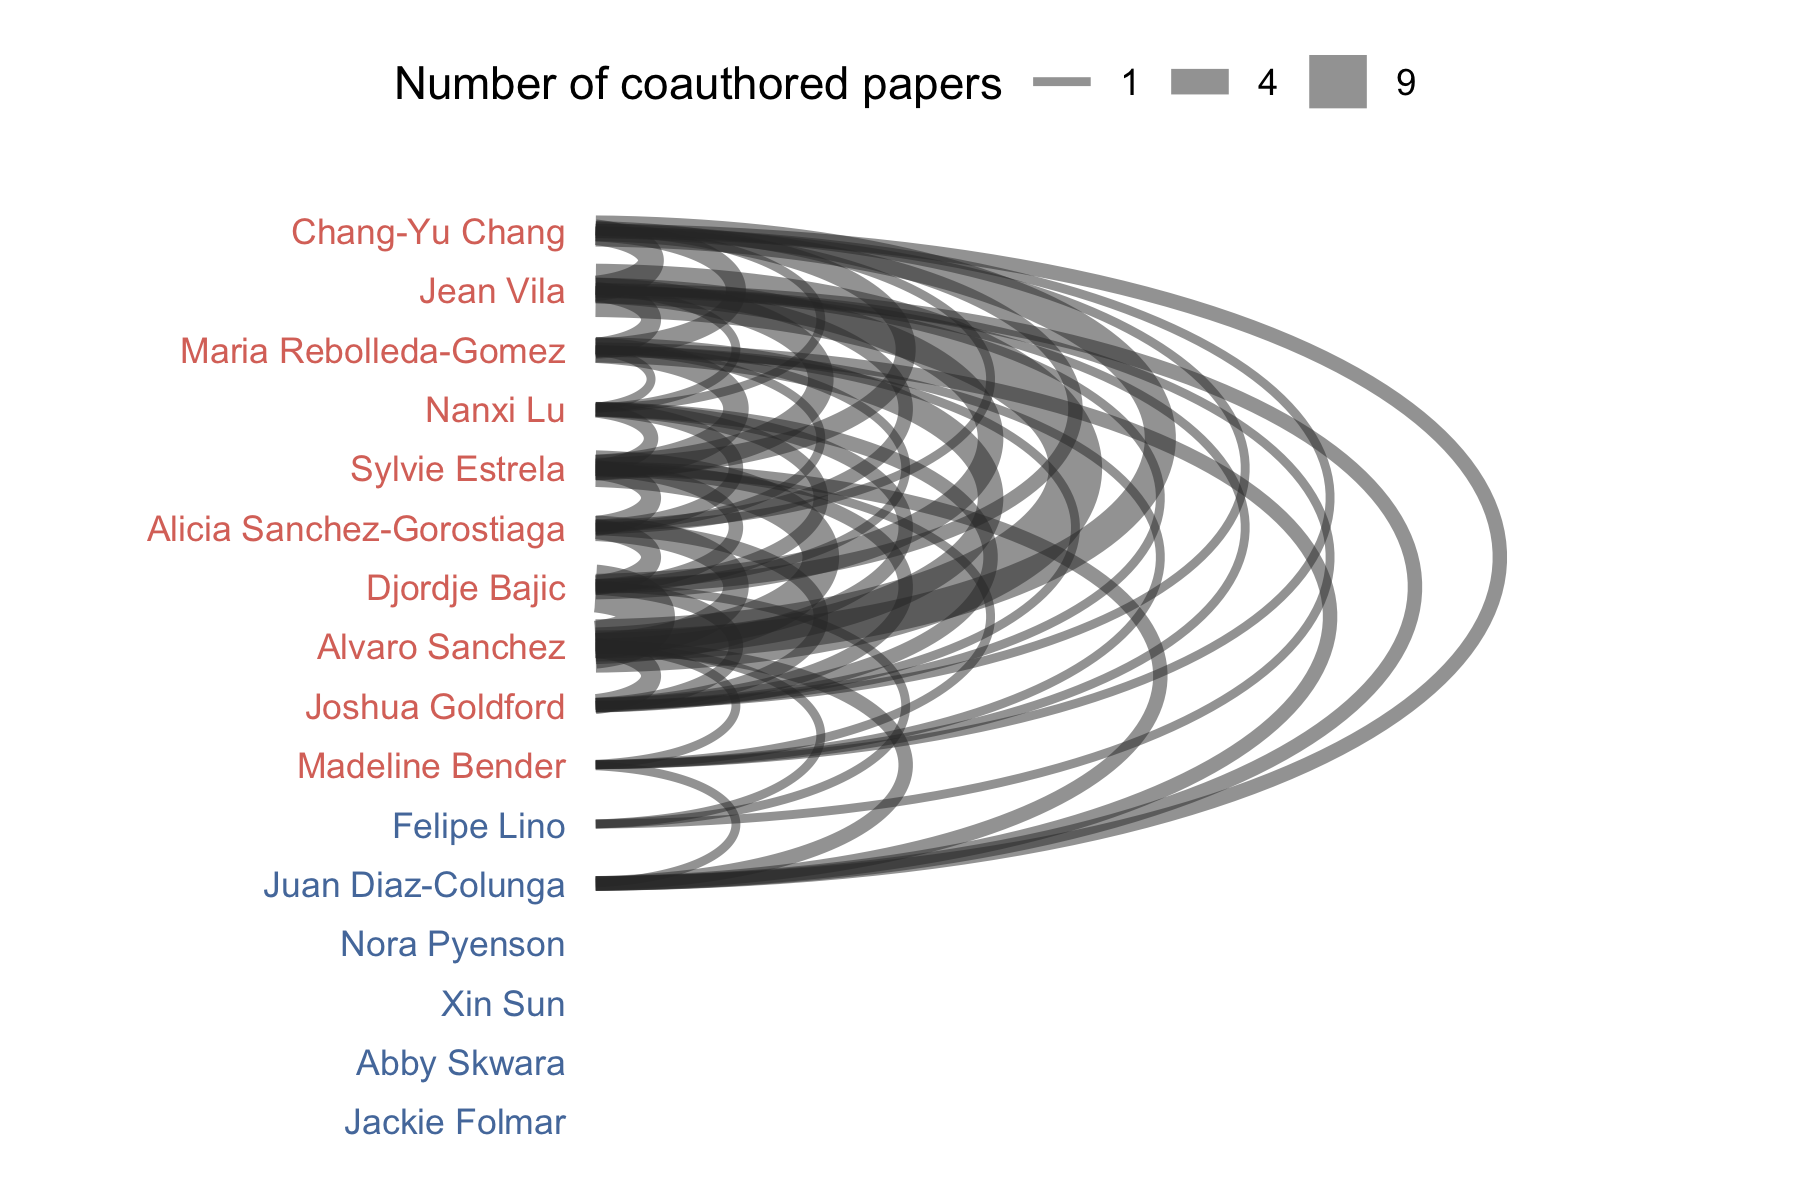 Number of coauthored papers 1 4 9
Chang-Yu Chang
Jean Vila
Maria Rebolleda-Gomez
Nanxi Lu
Sylvie Estrela
Alicia Sanchez-Gorostiaga
Djordje Bajic
Alvaro Sanchez
Joshua Goldford
Madeline Bender
Felipe Lino
Juan Diaz-Colunga
Nora Pyenson
Xin Sun
Abby Skwara
Jackie Folmar